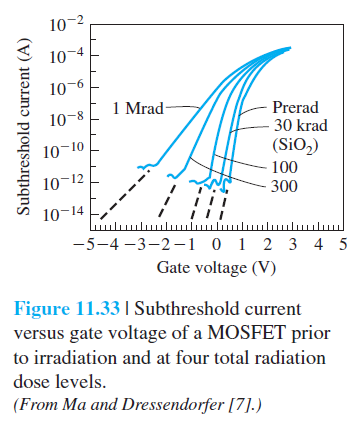 10⁻²
10⁻⁴
10⁻⁶
10⁻⁸
10⁻¹⁰
10⁻¹²
10⁻¹⁴
Subthreshold current (A)
1 Mrad
Prerad
30 krad
(SiO₂)
100
300
−5 −4 −3 −2 −1 0 1 2 3 4 5
Gate voltage (V)
Figure 11.33 | Subthreshold current
versus gate voltage of a MOSFET prior
to irradiation and at four total radiation
dose levels.
(From Ma and Dressendorfer [7].)